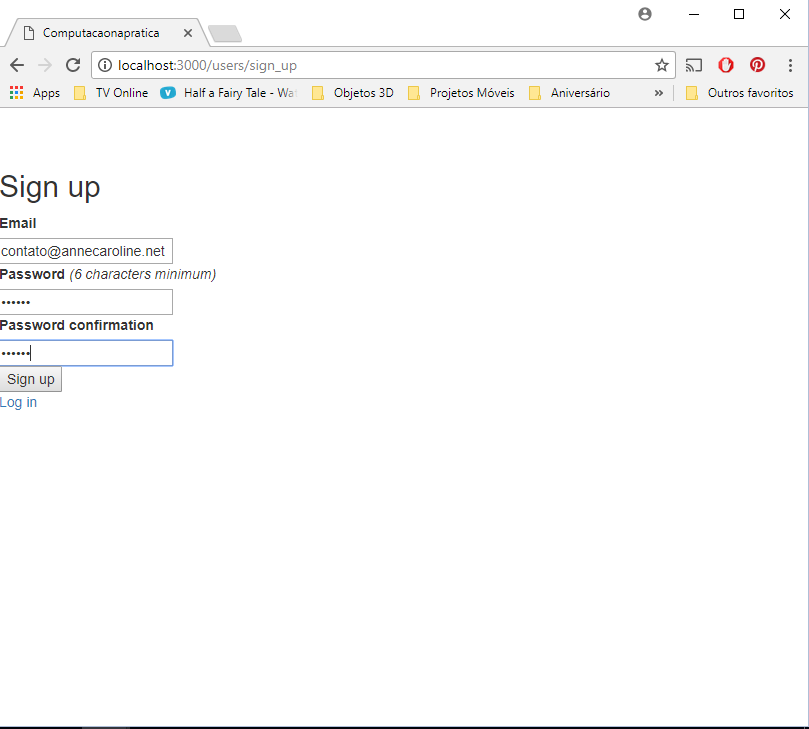 Computacaonapratica
localhost:3000/users/sign_up
Apps TV Online Half a Fairy Tale - Wat Objetos 3D Projetos Móveis Aniversário » Outros favoritos
Sign up
Email
contato@annecaroline.net
Password (6 characters minimum)
••••••
Password confirmation
••••••
Sign up
Log in